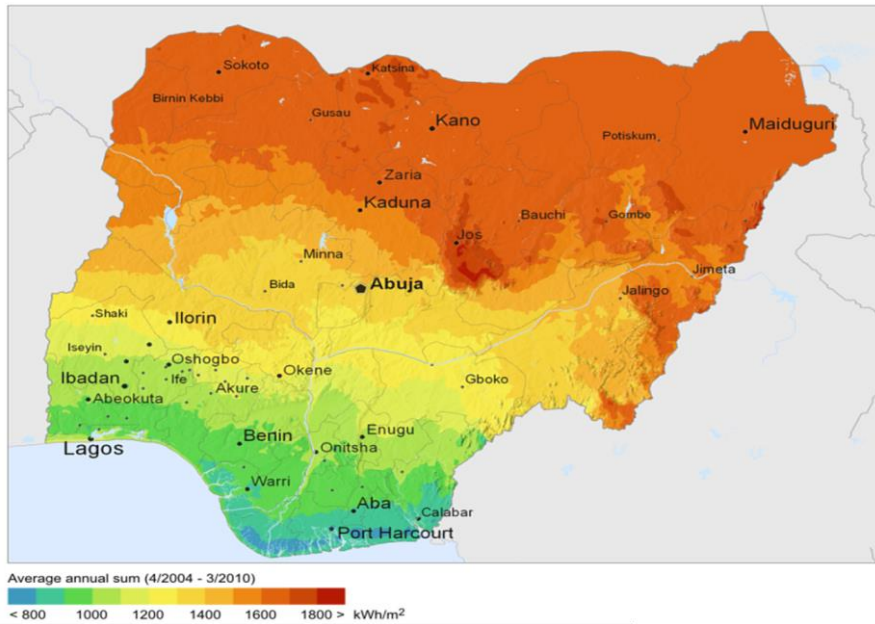 Sokoto
Katsina
Birnin Kebbi
Gusau
Kano
Potiskum
Maiduguri
Zaria
Kaduna
Bauchi
Gombe
Jos
Minna
Jimeta
Bida
Abuja
Jalingo
Shaki
Ilorin
Iseyin
Oshogbo
Okene
Ibadan
Ife
Akure
Gboko
Abeokuta
Benin
Enugu
Lagos
Onitsha
Warri
Aba
Calabar
Port Harcourt
Average annual sum (4/2004 - 3/2010)
< 800 1000 1200 1400 1600 1800 > kWh/m²